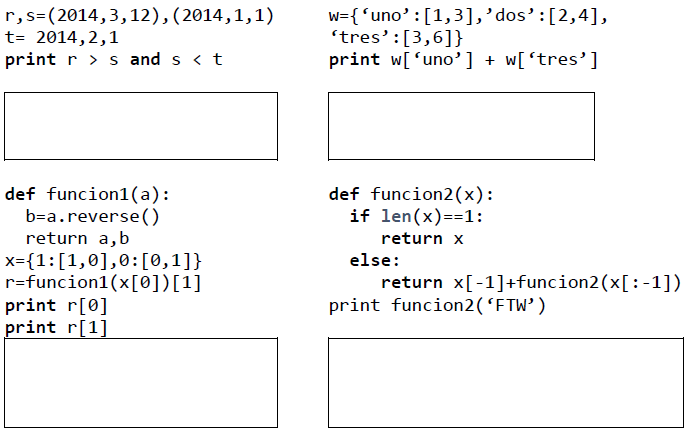 r,s=(2014,3,12),(2014,1,1)
t= 2014,2,1
print r > s and s < t
w={‘uno’:[1,3],’dos’:[2,4],
‘tres’:[3,6]}
print w[‘uno’] + w[‘tres’]
def funcion1(a):
  b=a.reverse()
  return a,b
x={1:[1,0],0:[0,1]}
r=funcion1(x[0])[1]
print r[0]
print r[1]
def funcion2(x):
  if len(x)==1:
     return x
  else:
     return x[-1]+funcion2(x[:-1])
print funcion2(‘FTW’)